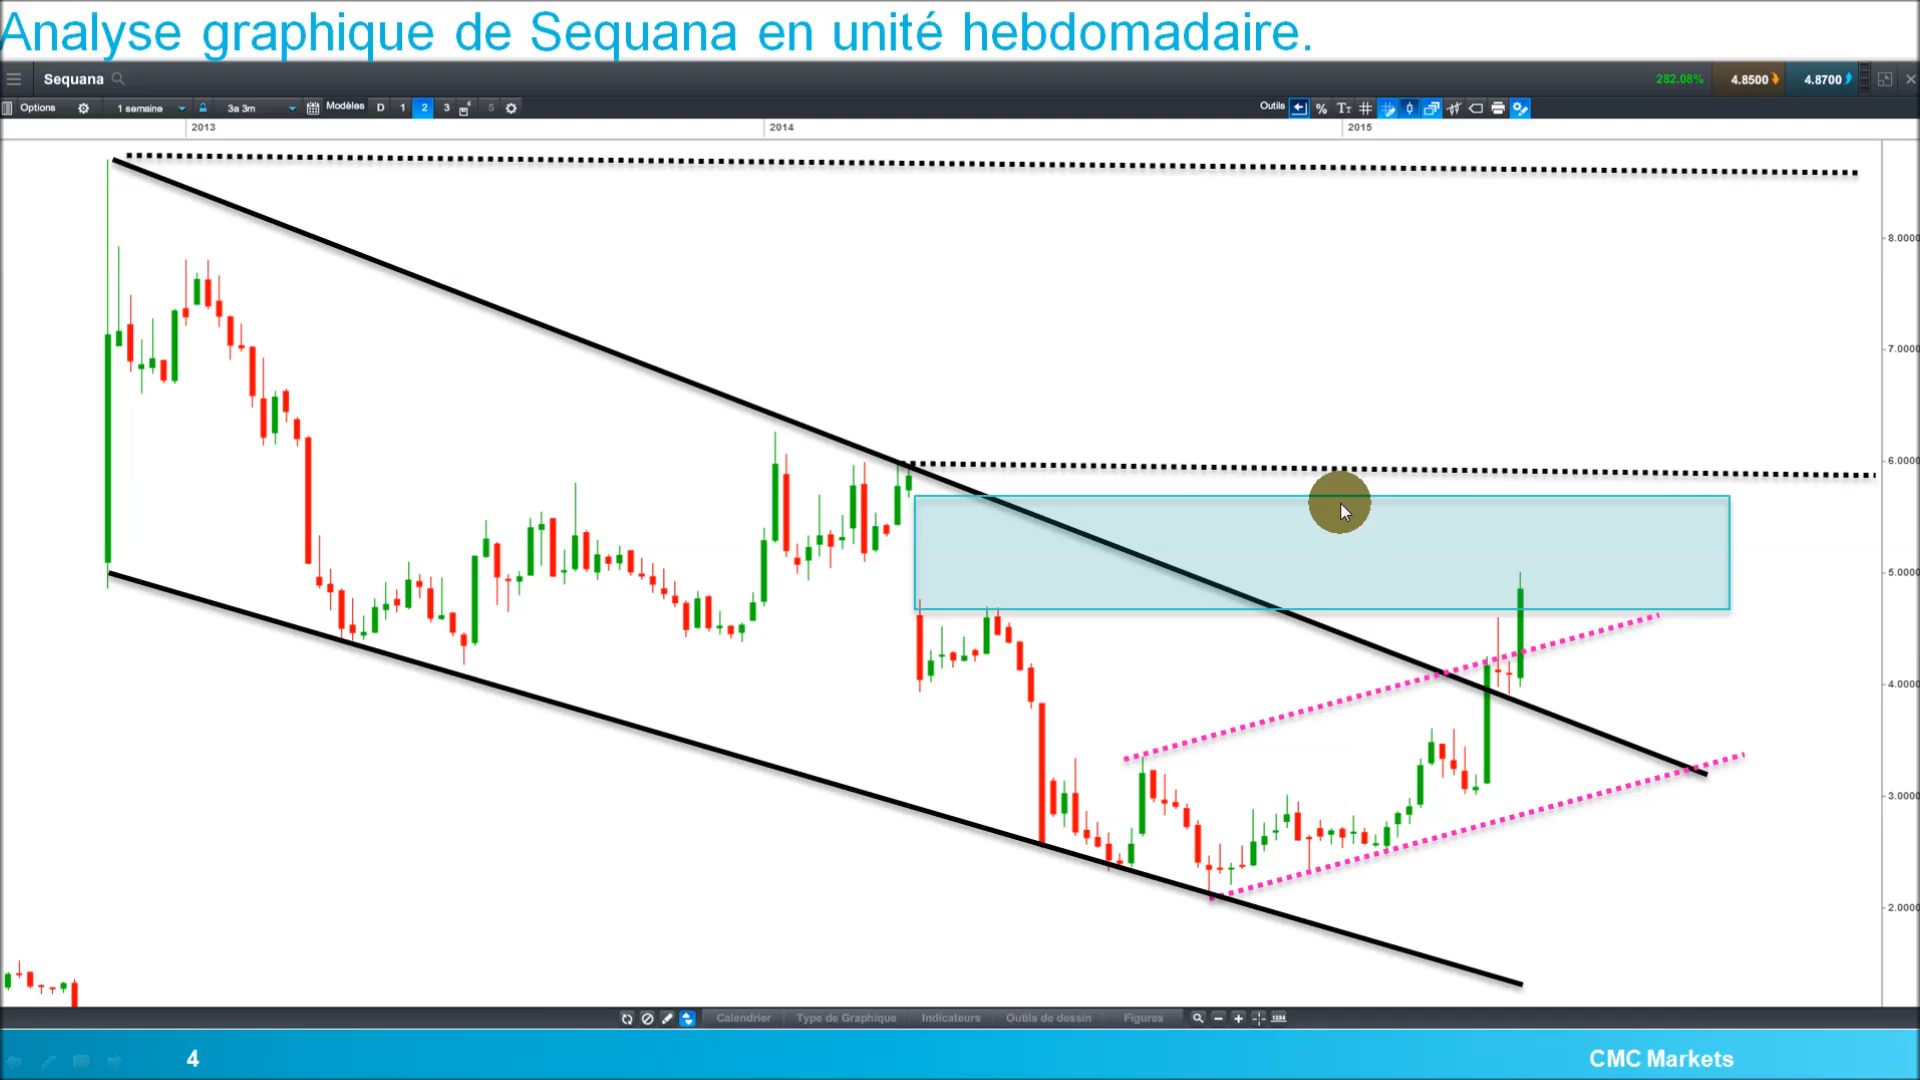 Analyse graphique de Sequana en unité hebdomadaire.
Sequana 282.08% 4.8500 4.8700
Options 1 semaine 3a 3m Modèles D 1 2 3 5 Outils % TT
2013 2014 2015
8.0000
7.0000
6.0000
5.0000
4.0000
3.0000
2.0000
Calendrier Type de Graphique Indicateurs Outils de dessin Figures
4 CMC Markets